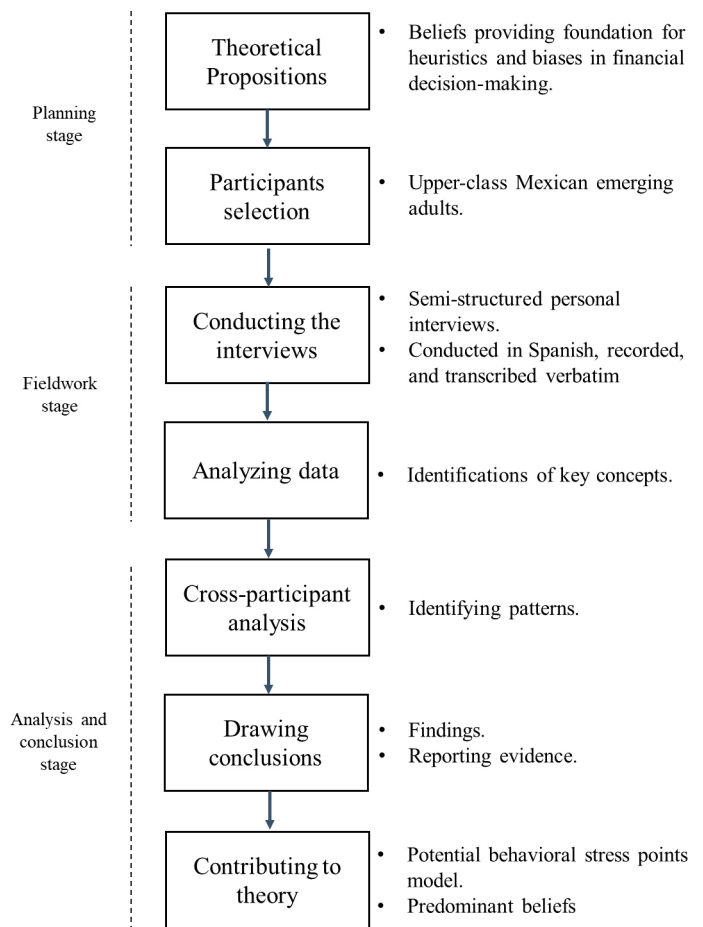 Theoretical
Propositions
• Beliefs providing foundation for
heuristics and biases in financial
decision-making.
Planning
stage
Participants
selection
• Upper-class Mexican emerging
adults.
Conducting the
interviews
• Semi-structured personal
interviews.
• Conducted in Spanish, recorded,
and transcribed verbatim
Fieldwork
stage
Analyzing data
• Identifications of key concepts.
Cross-participant
analysis
• Identifying patterns.
Analysis and
conclusion
stage
Drawing
conclusions
• Findings.
• Reporting evidence.
Contributing to
theory
• Potential behavioral stress points
model.
• Predominant beliefs